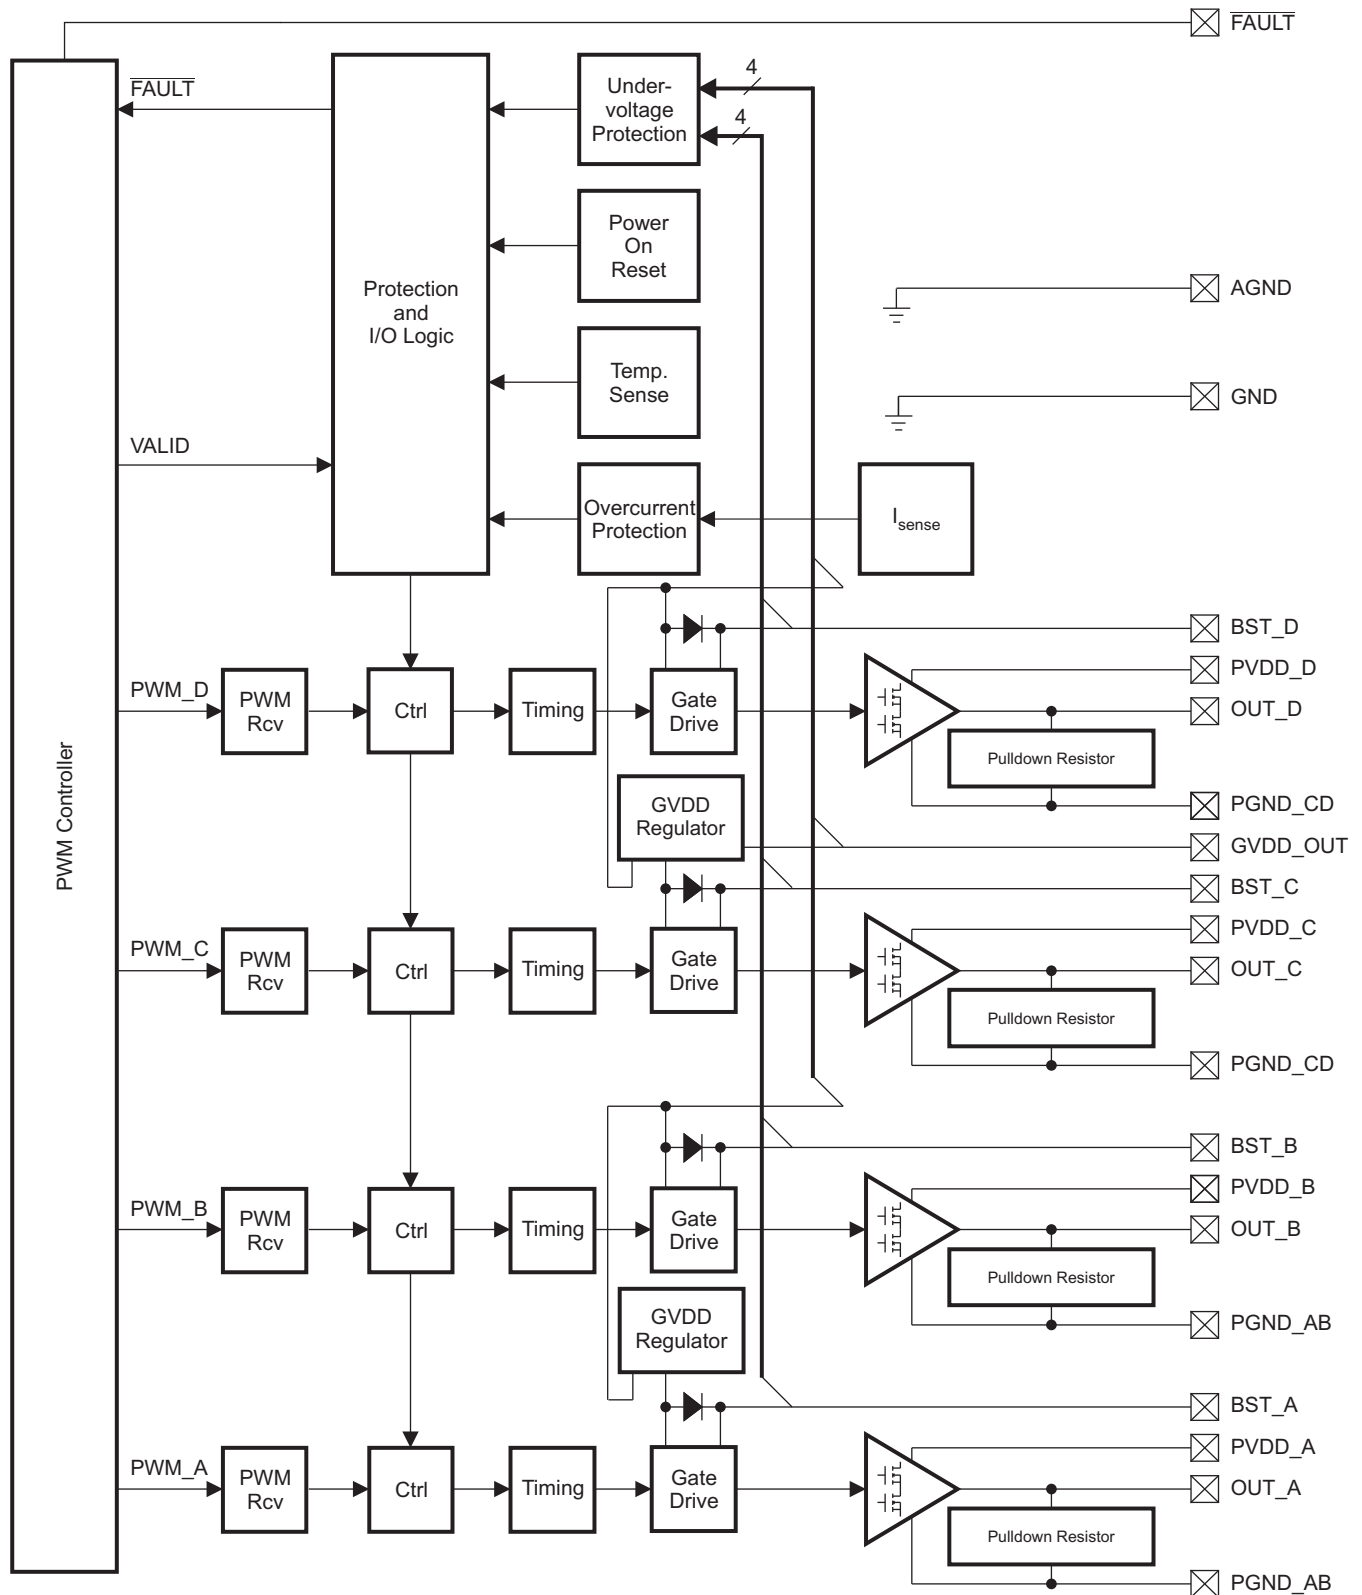 FAULT
FAULT
Under-
voltage
Protection
4
4
Power
On
Reset
AGND
Protection
and
I/O Logic
Temp.
Sense
GND
VALID
Overcurrent
Protection
Isense
BST_D
PVDD_D
PWM_D
PWM
Rcv
Ctrl
Timing
Gate
Drive
OUT_D
Pulldown Resistor
PWM Controller
GVDD
Regulator
PGND_CD
GVDD_OUT
BST_C
PVDD_C
PWM_C
PWM
Rcv
Ctrl
Timing
Gate
Drive
OUT_C
Pulldown Resistor
PGND_CD
BST_B
PVDD_B
PWM_B
PWM
Rcv
Ctrl
Timing
Gate
Drive
OUT_B
Pulldown Resistor
GVDD
Regulator
PGND_AB
BST_A
PVDD_A
PWM_A
PWM
Rcv
Ctrl
Timing
Gate
Drive
OUT_A
Pulldown Resistor
PGND_AB